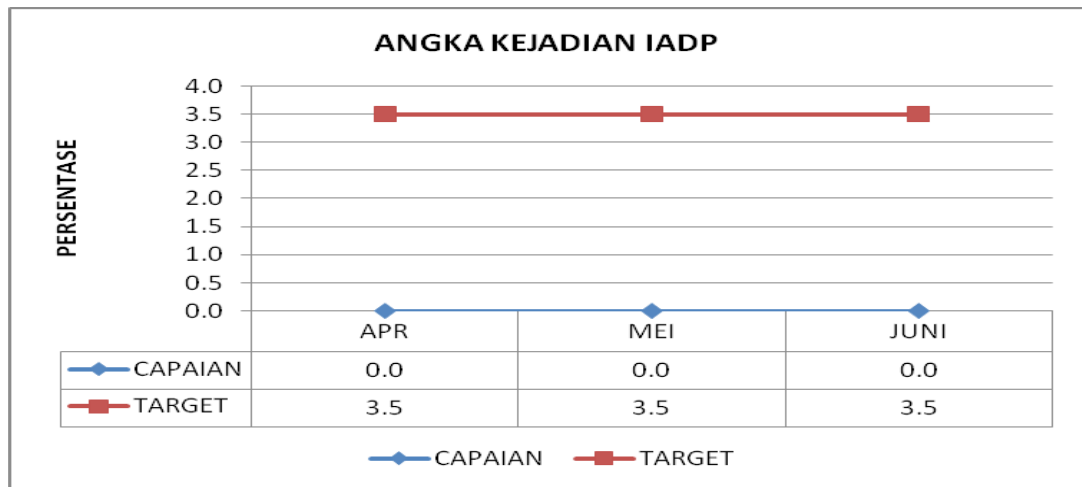 ANGKA KEJADIAN IADP
PERSENTASE
4.0
3.5
3.0
2.5
2.0
1.5
1.0
0.5
0.0
APR MEI JUNI
CAPAIAN 0.0 0.0 0.0
TARGET 3.5 3.5 3.5
CAPAIAN TARGET